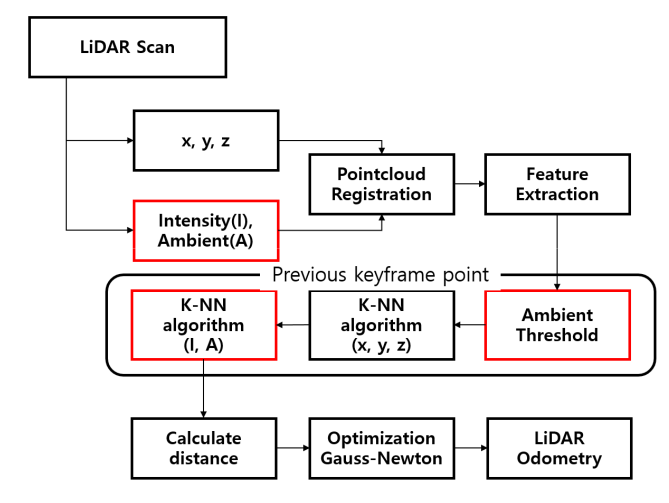 LiDAR Scan
x, y, z
Intensity(I),
Ambient(A)
Pointcloud
Registration
Feature
Extraction
Previous keyframe point
K-NN
algorithm
(I, A)
K-NN
algorithm
(x, y, z)
Ambient
Threshold
Calculate
distance
Optimization
Gauss-Newton
LiDAR
Odometry